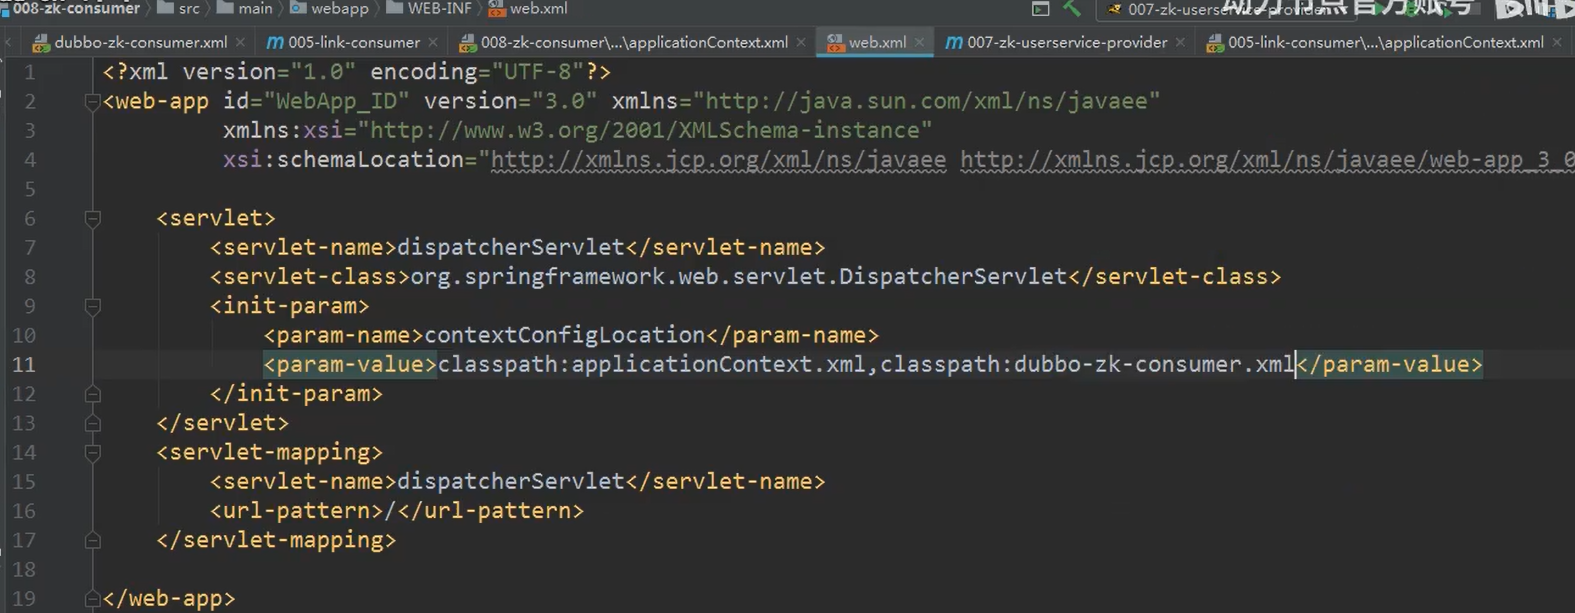 008-zk-consumer src main webapp WEB-INF web.xml 007-zk-userservice-provider
动力节点官方账号
dubbo-zk-consumer.xml 005-link-consumer 008-zk-consumer\...\applicationContext.xml web.xml 007-zk-userservice-provider 005-link-consumer\...\applicationContext.xml
1 <?xml version="1.0" encoding="UTF-8"?>
2 <web-app id="WebApp_ID" version="3.0" xmlns="http://java.sun.com/xml/ns/javaee"
3 xmlns:xsi="http://www.w3.org/2001/XMLSchema-instance"
4 xsi:schemaLocation="http://xmlns.jcp.org/xml/ns/javaee http://xmlns.jcp.org/xml/ns/javaee/web-app_3_0
5
6 <servlet>
7 <servlet-name>dispatcherServlet</servlet-name>
8 <servlet-class>org.springframework.web.servlet.DispatcherServlet</servlet-class>
9 <init-param>
10 <param-name>contextConfigLocation</param-name>
11 <param-value>classpath:applicationContext.xml,classpath:dubbo-zk-consumer.xml</param-value>
12 </init-param>
13 </servlet>
14 <servlet-mapping>
15 <servlet-name>dispatcherServlet</servlet-name>
16 <url-pattern>/</url-pattern>
17 </servlet-mapping>
18
19 </web-app>